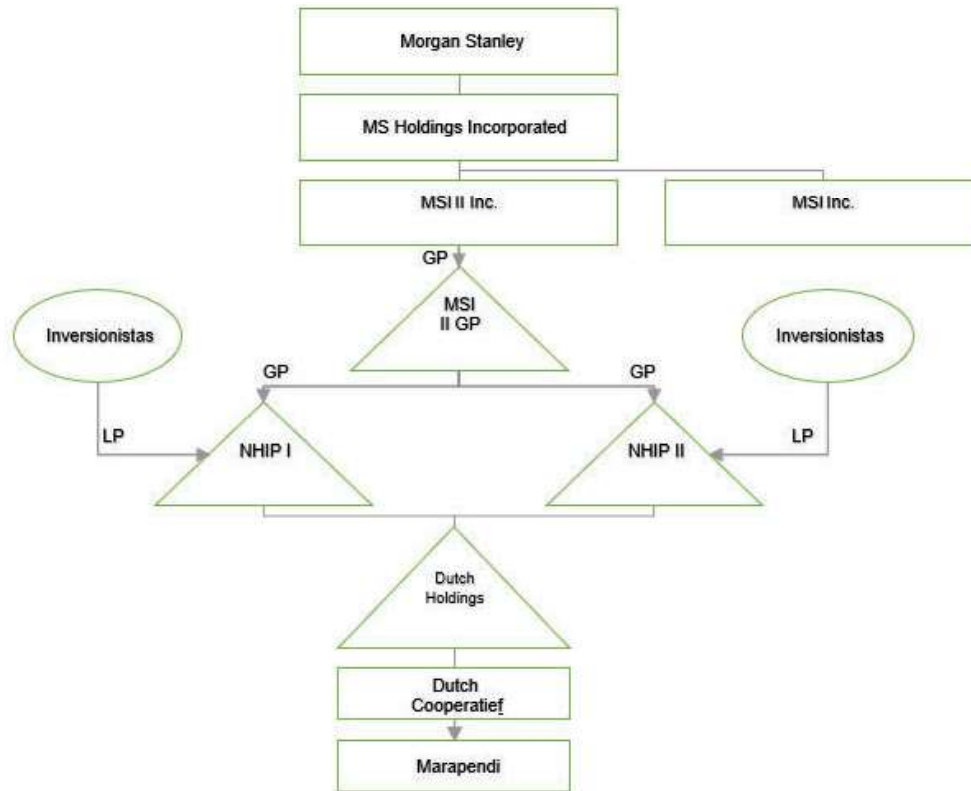 Morgan Stanley
MS Holdings Incorporated
MSI II Inc.
MSI Inc.
GP
MSI
II GP
Inversionistas
Inversionistas
GP
GP
LP
NHIP I
NHIP II
LP
Dutch
Holdings
Dutch
Cooperatief
Marapendi